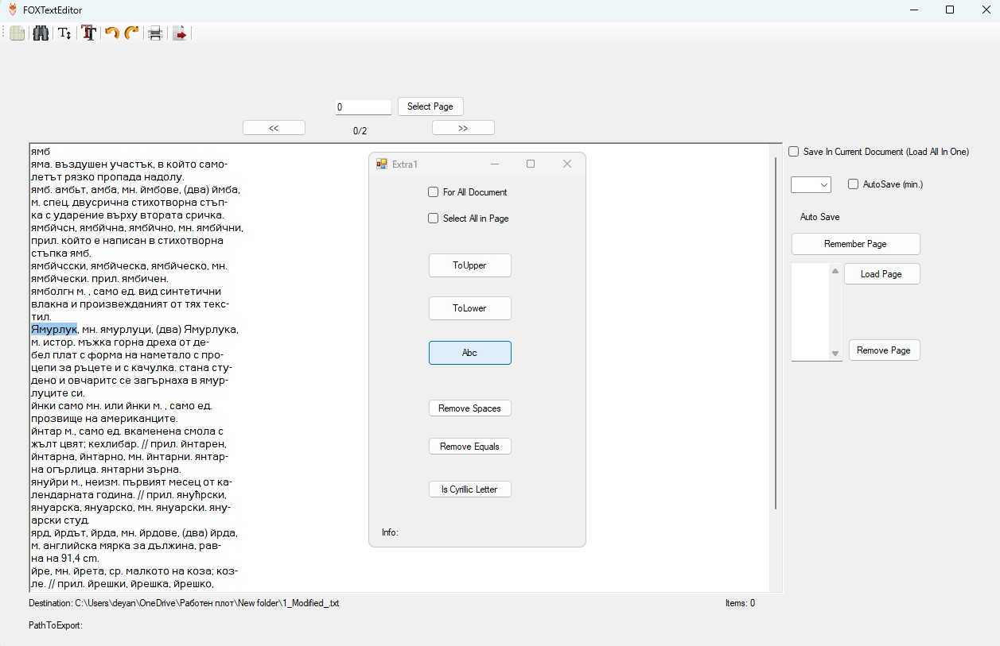 FOXTextEditor
0
Select Page
<<
0/2
>>
ямб
яма. въздушен участък, в който само-
летът рязко пропада надолу.
ямб. амбът, амба, мн. ймбове, (два) ймба,
м. спец. двусрична стихотворна стъп-
ка с ударение върху втората сричка.
ямбйчсн, ямбйчна, ямбйчно, мн. ямбйчни,
прил. който е написан в стихотворна
стъпка ямб.
ямбйчсски, ямбйческа, ямбйческо, мн.
ямбйчески. прил. ямбичен.
ямболгн м. , само ед. вид синтетични
влакна и произвежданият от тях текс-
тил.
Ямурлук, мн. ямурлуци, (два) Ямурлука,
м. истор. мъжка горна дреха от де-
бел плат с форма на наметало с про-
цепи за ръцете и с качулка. стана сту-
дено и овчаритс се загърнаха в ямур-
луците си.
йнки само мн. или йнки м. , само ед.
прозвище на американците.
йнтар м., само ед. вкаменена смола с
жълт цвят; кехлибар. // прил. йнтарен,
йнтарна, йнтарно, мн. йнтарни. янтар-
на огърлица. янтарни зърна.
януйри м., неизм. първият месец от ка-
лендарната година. // прил. януђрски,
януарска, януарско, мн. януарски. яну-
арски студ.
ярд, йрдът, йрда, мн. йрдове, (два) йрда,
м. английска мярка за дължина, рав-
на на 91,4 cm.
йре, мн. йрета, ср. малкото на коза; коз-
ле. // прил. йрешки, йрешка, йрешко,
Extra1
For All Document
Select All in Page
ToUpper
ToLower
Abc
Remove Spaces
Remove Equals
Is Cyrillic Letter
Info:
Save In Current Document (Load All In One)
AutoSave (min.)
Auto Save
Remember Page
Load Page
Remove Page
Destination: C:\Users\deyan\OneDrive\Работен плот\New folder\1_Modified_.txt
Items: 0
PathToExport: